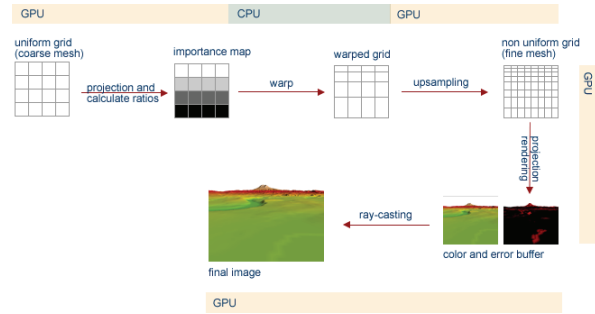 GPU
CPU
GPU
uniform grid
(coarse mesh)
importance map
warped grid
non uniform grid
(fine mesh)
projection and
calculate ratios
warp
upsampling
GPU
projection
rendering
ray-casting
color and error buffer
final image
GPU